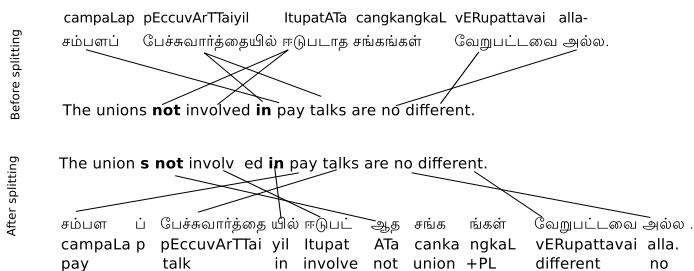 campaLap pEccuvArTTaiyil ItupatATa cangkangkaL vERupattavai alla-
சம்பளப் பேச்சுவார்த்தையில் ஈடுபடாத சங்கங்கள் வேறுபட்டவை அல்ல.
Before splitting
The unions not involved in pay talks are no different.
The union s not involv ed in pay talks are no different.
After splitting
சம்பள ப் பேச்சுவார்த்தை யில் ஈடுபட் ஆத சங்க ங்கள் வேறுபட்டவை அல்ல .
campaLa p pEccuvArTTai yil Itupat ATa canka ngkaL vERupattavai alla.
pay talk in involve not union +PL different no